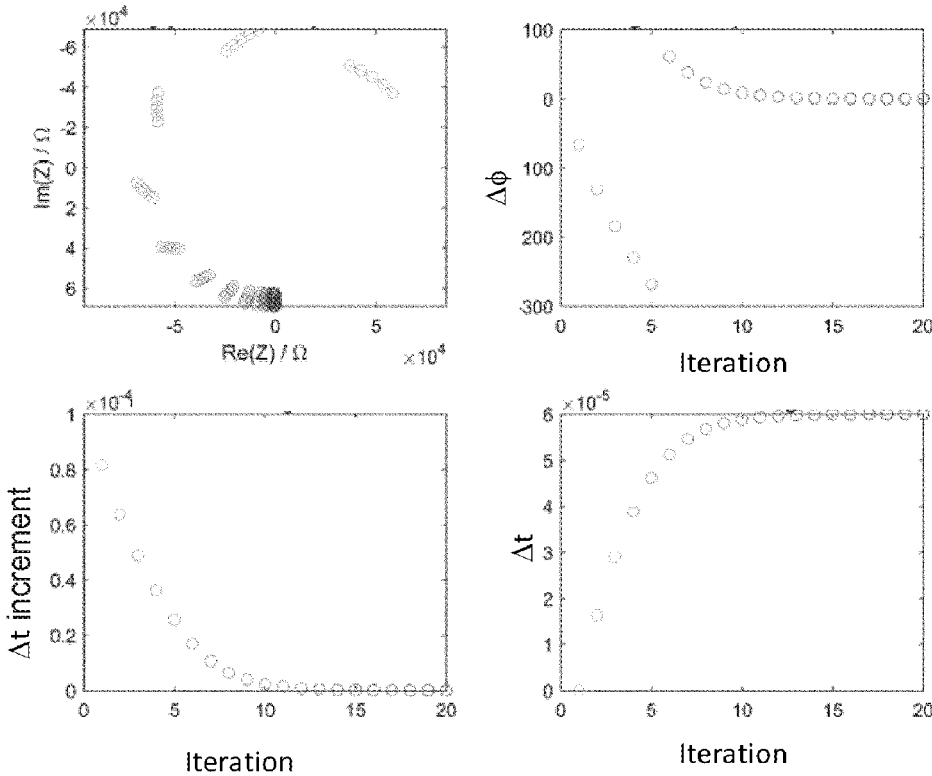 ×10⁴
-6
-4
-2
0
2
4
6
Im(Z) / Ω
-5 0 5
Re(Z) / Ω
×10⁴
100
0
100
200
-300
Δϕ
0 5 10 15 20
Iteration
×10⁻⁴
1
0.8
0.6
0.4
0.2
0
Δt increment
0 5 10 15 20
Iteration
×10⁻⁵
6
5
4
3
2
1
0
Δt
0 5 10 15 20
Iteration